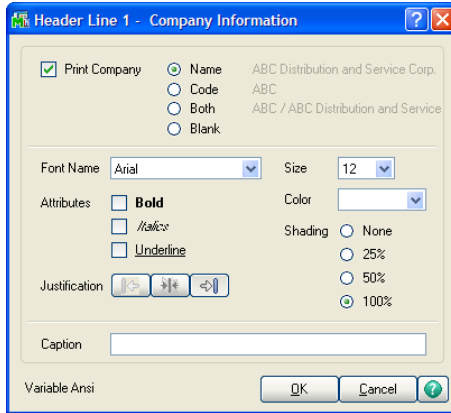 Header Line 1 - Company Information
Print Company
Name ABC Distribution and Service Corp.
Code ABC
Both ABC / ABC Distribution and Service
Blank
Font Name Arial Size 12
Attributes Bold Color
Italics Shading None
Underline 25%
50%
Justification 100%
Caption
Variable Ansi OK Cancel ?